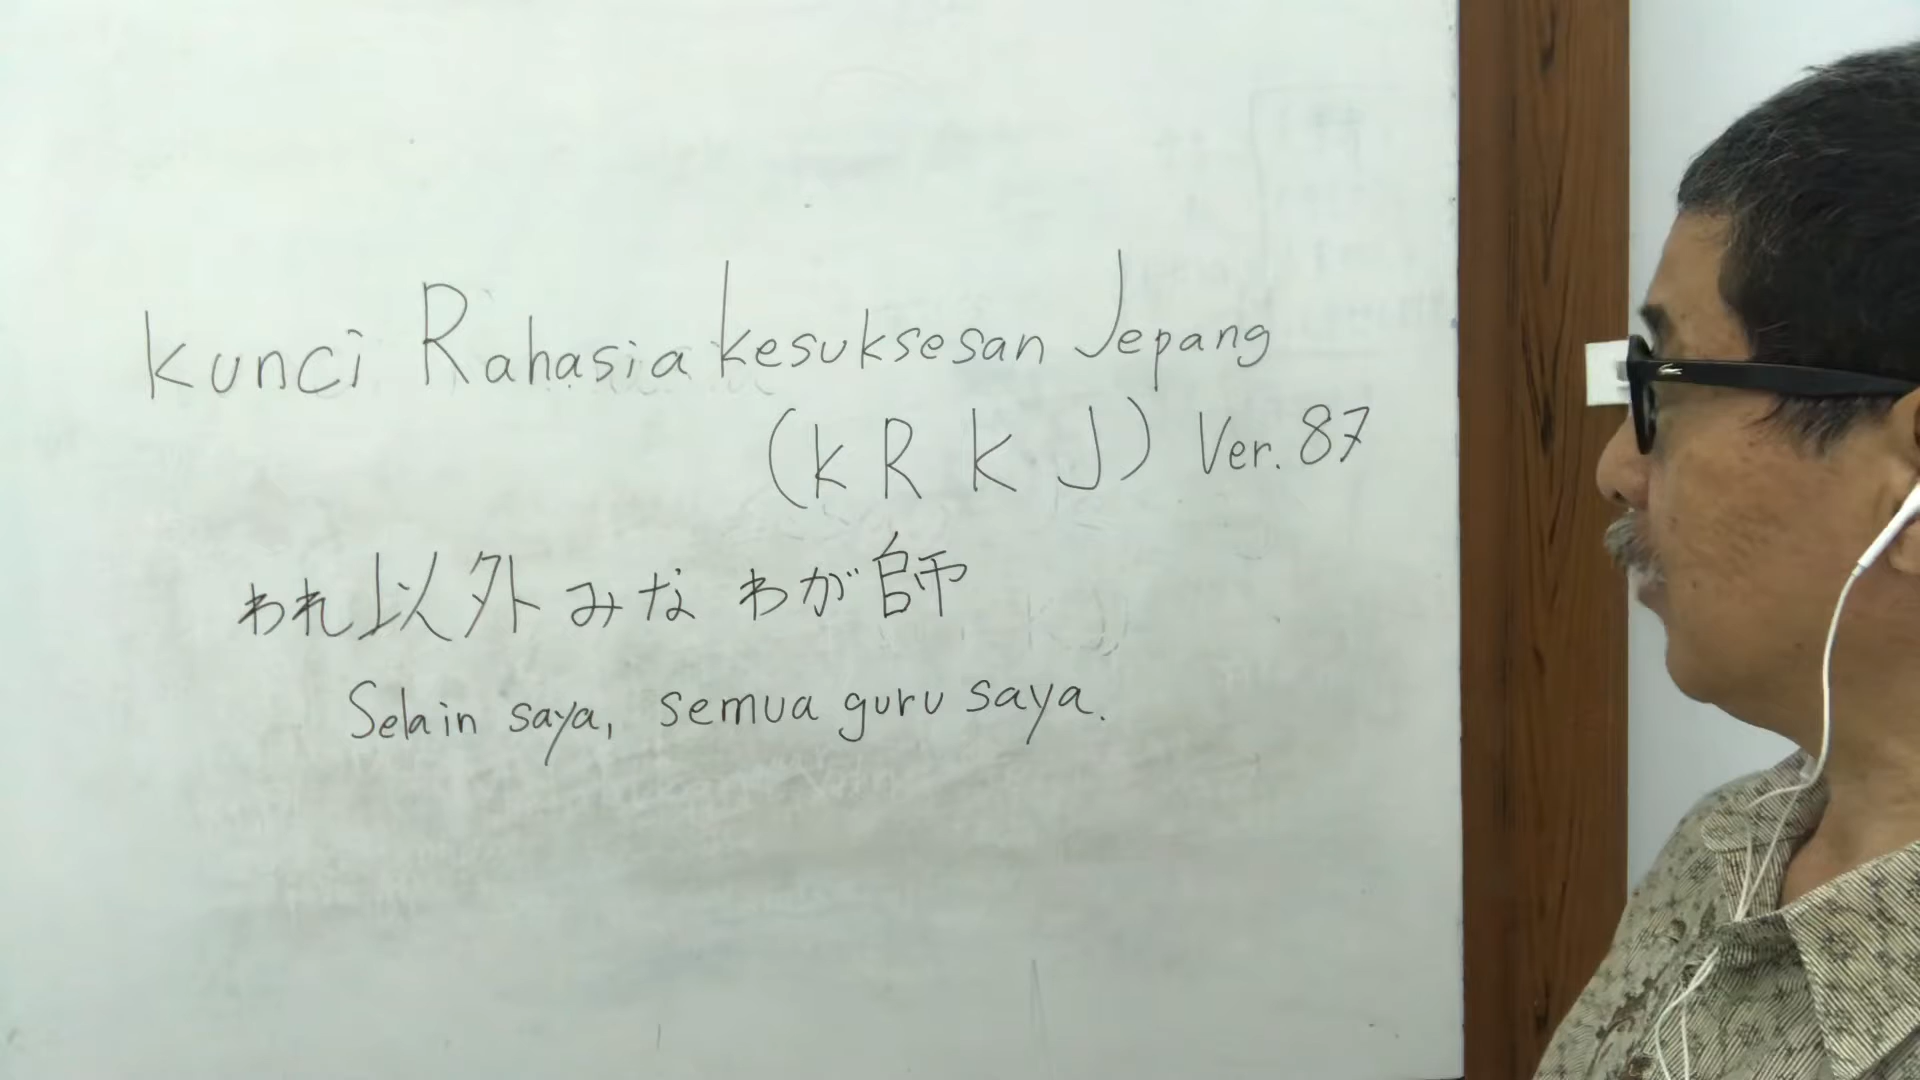 Kunci Rahasia Kesuksesan Jepang
(KRKJ) Ver. 87
われ以外みなわが師
Selain saya, semua guru saya.